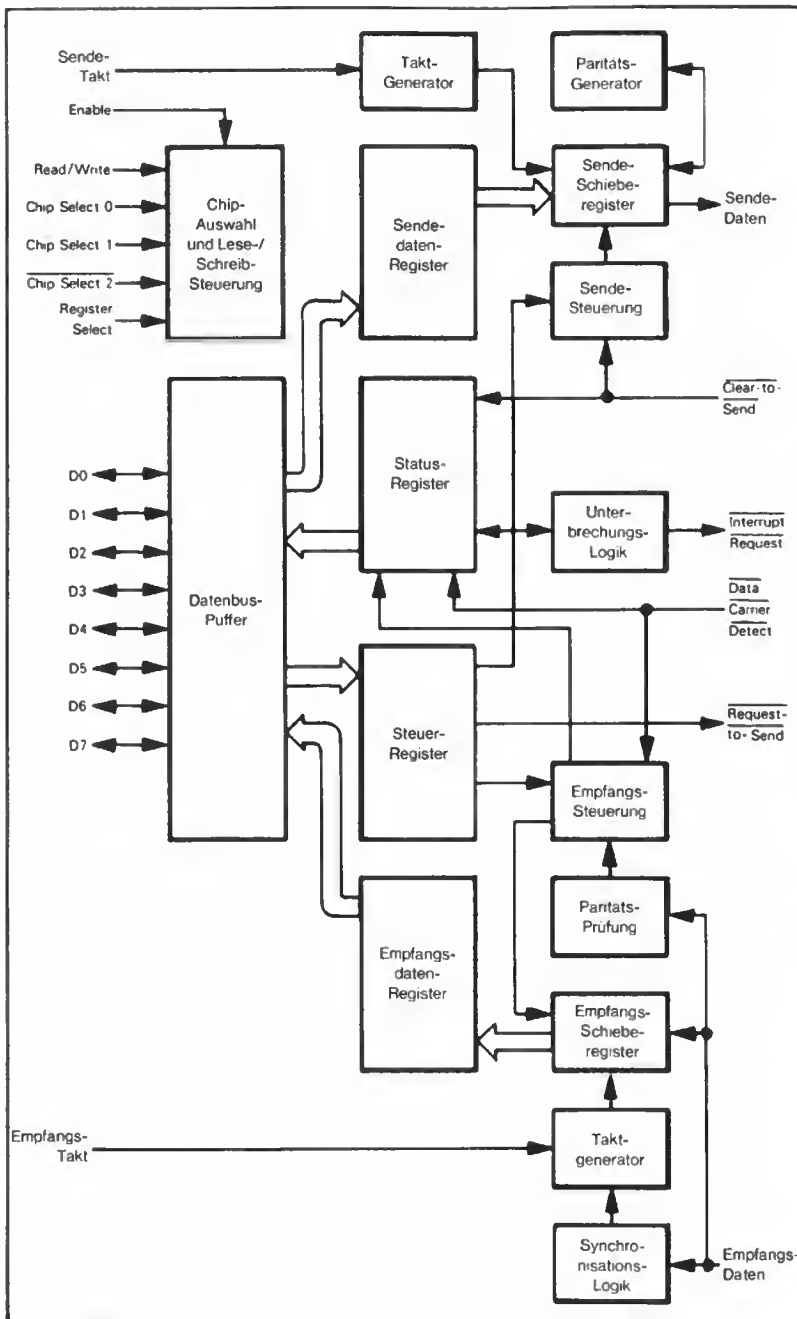 Sende-
Takt
Takt-
Generator
Paritäts-
Generator
Enable
Read/Write
Chip Select 0
Chip Select 1
Chip Select 2
Register
Select
Chip-
Auswahl
und Lese-/
Schreib-
Steuerung
Sende-
daten-
Register
Sende-
Schiebe-
register
Sende-
Daten
Sende-
Steuerung
Clear-to-
Send
D0
D1
D2
D3
D4
D5
D6
D7
Datenbus-
Puffer
Status-
Register
Unter-
brechungs-
Logik
Interrupt
Request
Data
Carrier
Detect
Steuer-
Register
Request-
to-Send
Empfangs-
Steuerung
Paritäts-
Prüfung
Empfangs-
daten-
Register
Empfangs-
Schiebe-
register
Empfangs-
Takt
Takt-
generator
Synchro-
nisations-
Logik
Empfangs-
Daten